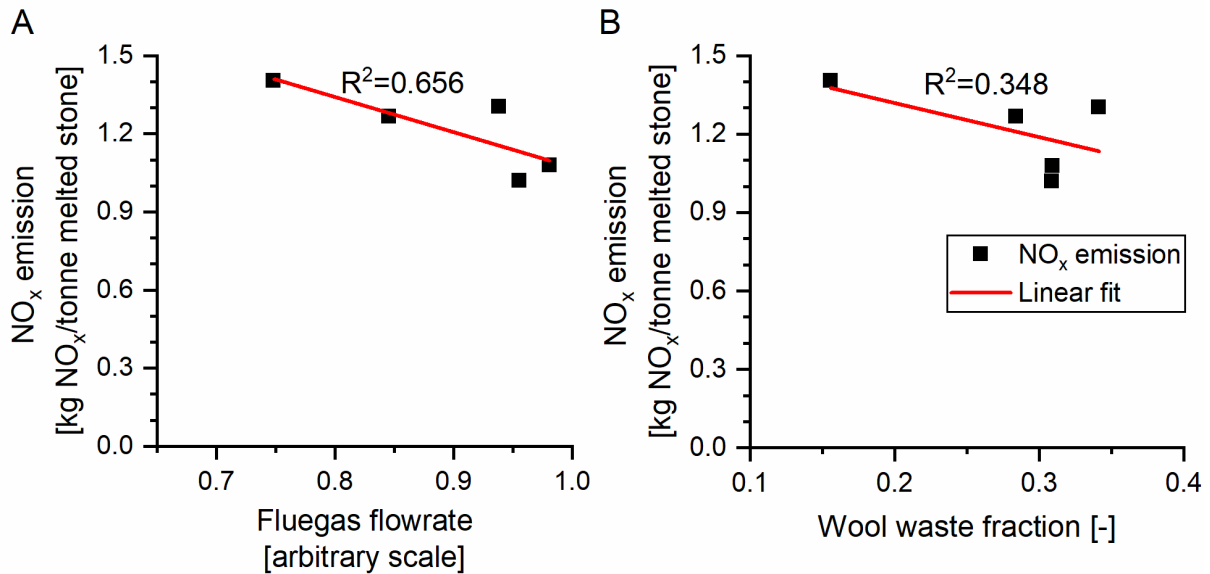 A
NOₓ emission
[kg NOₓ/tonne melted stone]
1.5
1.2
0.9
0.6
0.3
0.0
R²=0.656
0.7
0.8
0.9
1.0
Fluegas flowrate
[arbitrary scale]
B
NOₓ emission
[kg NOₓ/tonne melted stone]
1.5
1.2
0.9
0.6
0.3
0.0
R²=0.348
NOₓ emission
Linear fit
0.1
0.2
0.3
0.4
Wool waste fraction [-]